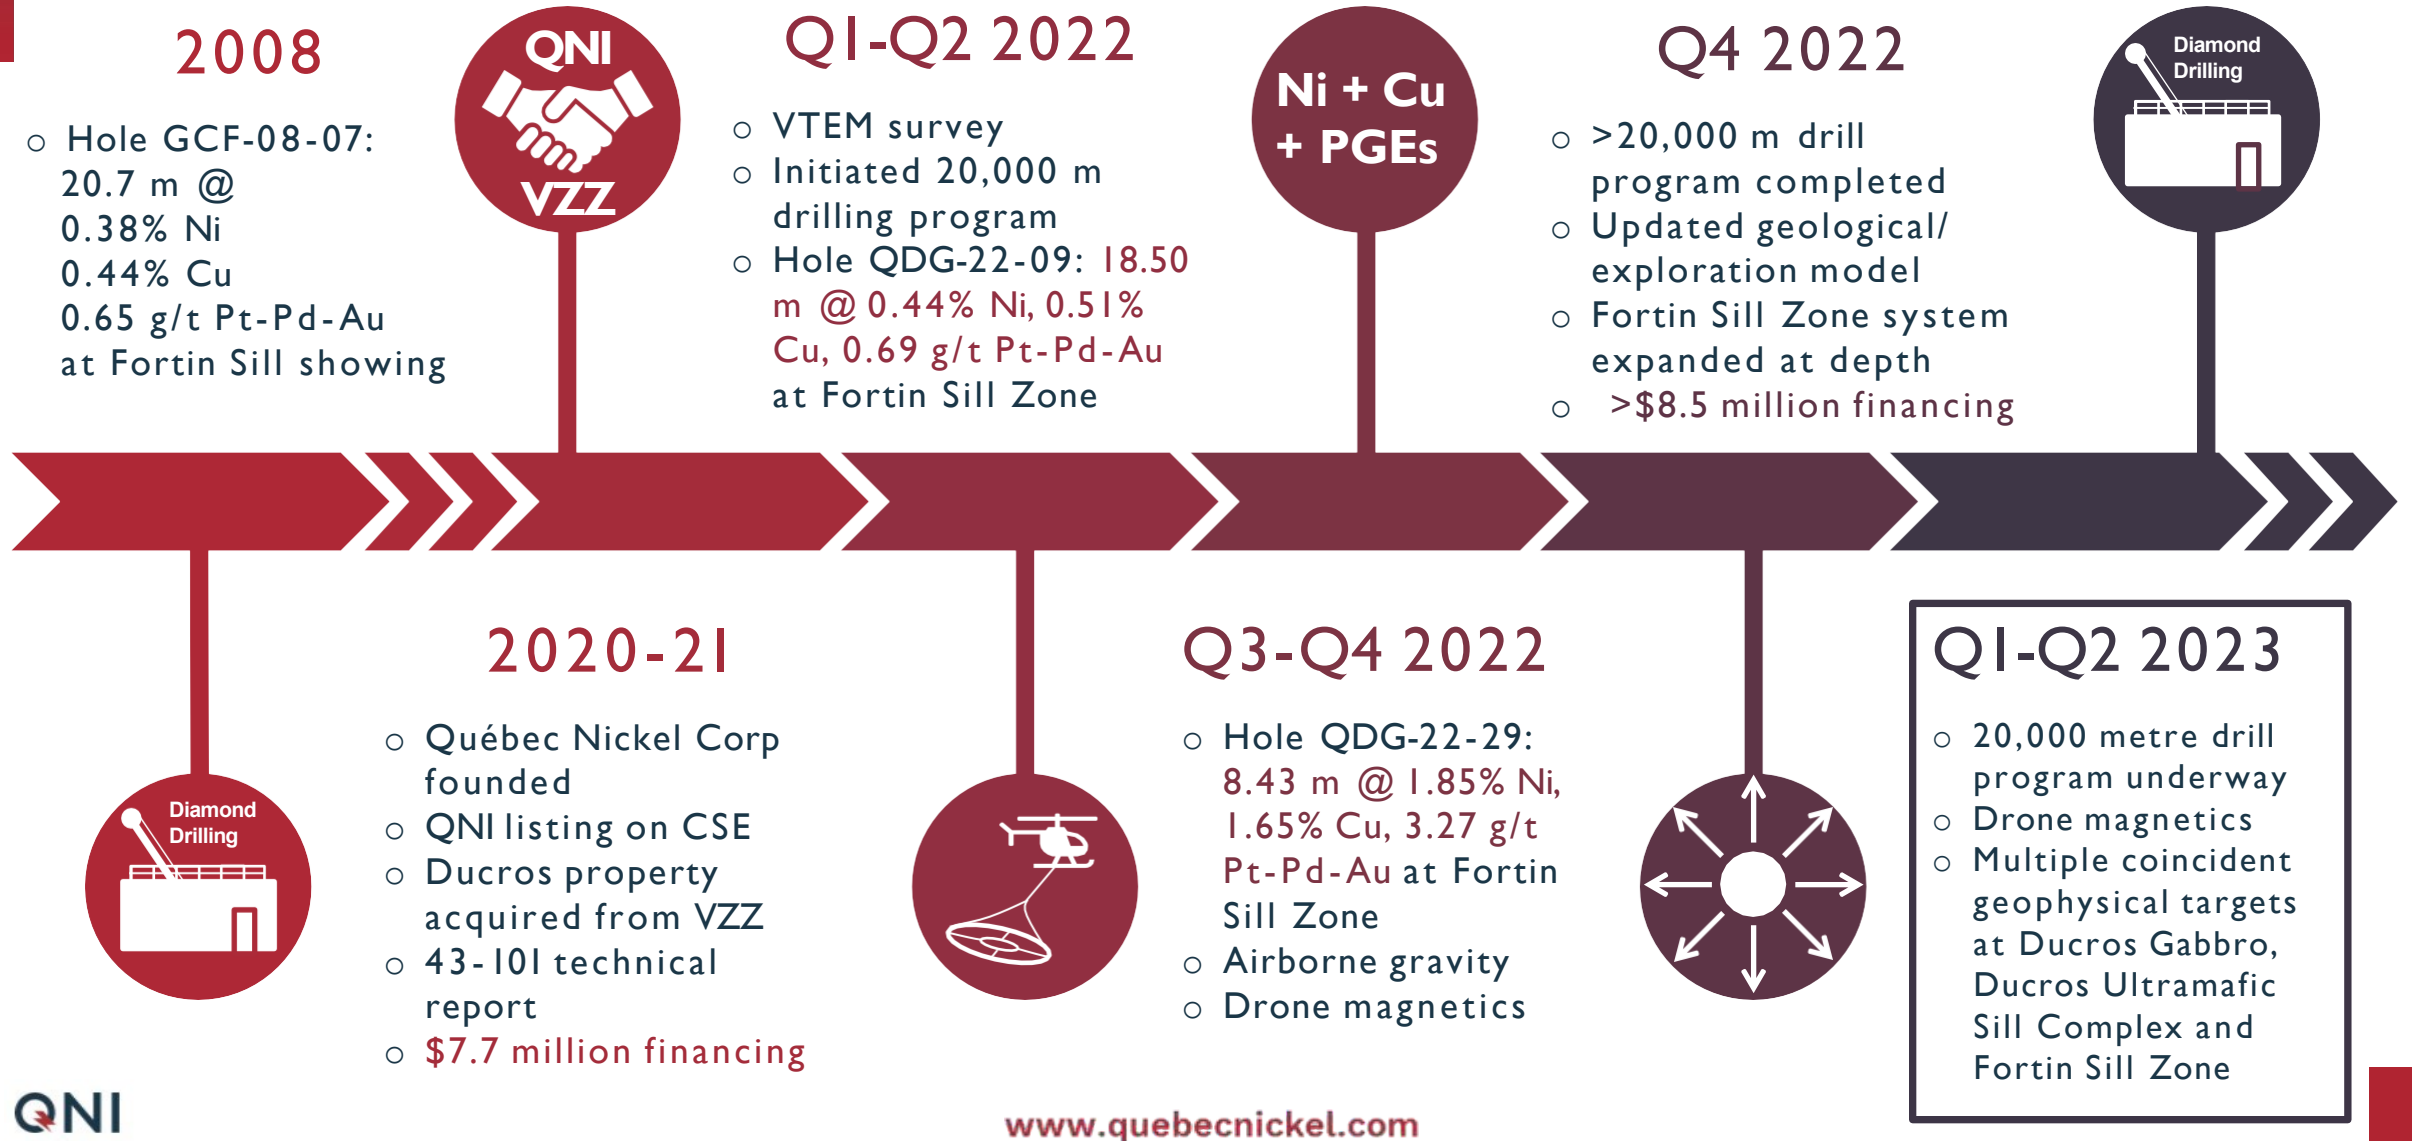 2008
○ Hole GCF-08-07:
20.7 m @
0.38% Ni
0.44% Cu
0.65 g/t Pt-Pd-Au
at Fortin Sill showing
QNI
VZZ
Q1-Q2 2022
○ VTEM survey
○ Initiated 20,000 m
drilling program
○ Hole QDG-22-09: 18.50
m @ 0.44% Ni, 0.51%
Cu, 0.69 g/t Pt-Pd-Au
at Fortin Sill Zone
Ni + Cu
+ PGEs
Q4 2022
○ >20,000 m drill
program completed
○ Updated geological/
exploration model
○ Fortin Sill Zone system
expanded at depth
○ >$8.5 million financing
Diamond
Drilling
Diamond
Drilling
2020-21
○ Québec Nickel Corp
founded
○ QNI listing on CSE
○ Ducros property
acquired from VZZ
○ 43-101 technical
report
○ $7.7 million financing
Q3-Q4 2022
○ Hole QDG-22-29:
8.43 m @ 1.85% Ni,
1.65% Cu, 3.27 g/t
Pt-Pd-Au at Fortin
Sill Zone
○ Airborne gravity
○ Drone magnetics
Q1-Q2 2023
○ 20,000 metre drill
program underway
○ Drone magnetics
○ Multiple coincident
geophysical targets
at Ducros Gabbro,
Ducros Ultramafic
Sill Complex and
Fortin Sill Zone
QNI
www.quebecnickel.com